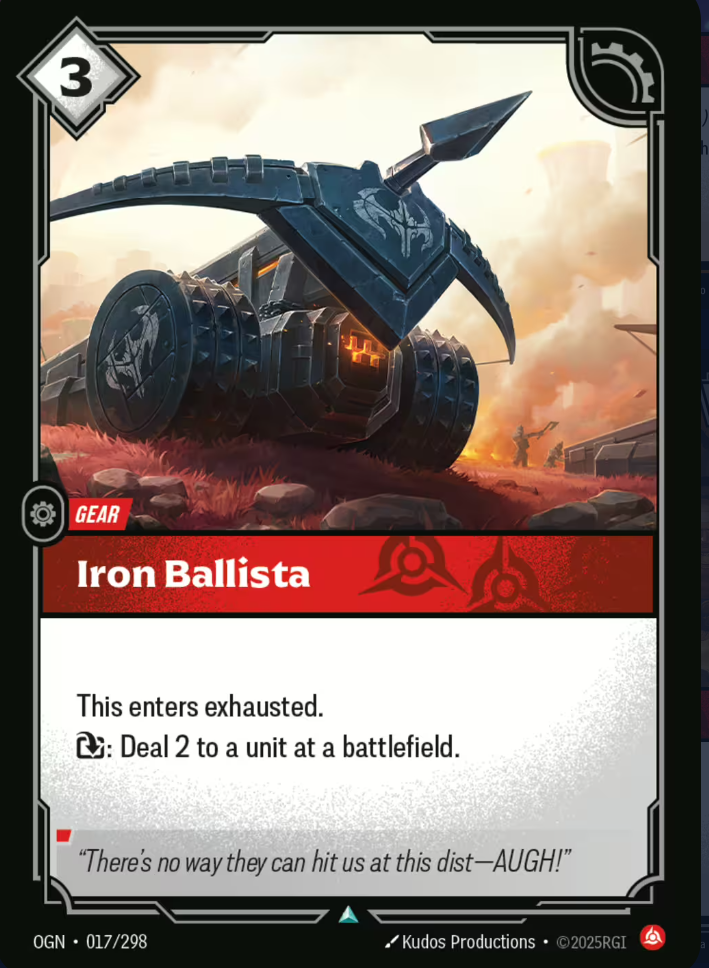 3
GEAR
Iron Ballista
This enters exhausted.
: Deal 2 to a unit at a battlefield.
“There’s no way they can hit us at this dist—AUGH!”
OGN • 017/298
Kudos Productions • ©2025RGI